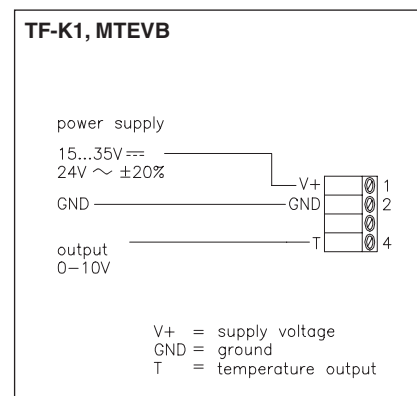 TF-K1, MTEVB
power supply
15...35V ⎓
24V ∼ ±20%
V+ 1
GND GND 2
output T 4
0–10V
V+ = supply voltage
GND = ground
T = temperature output